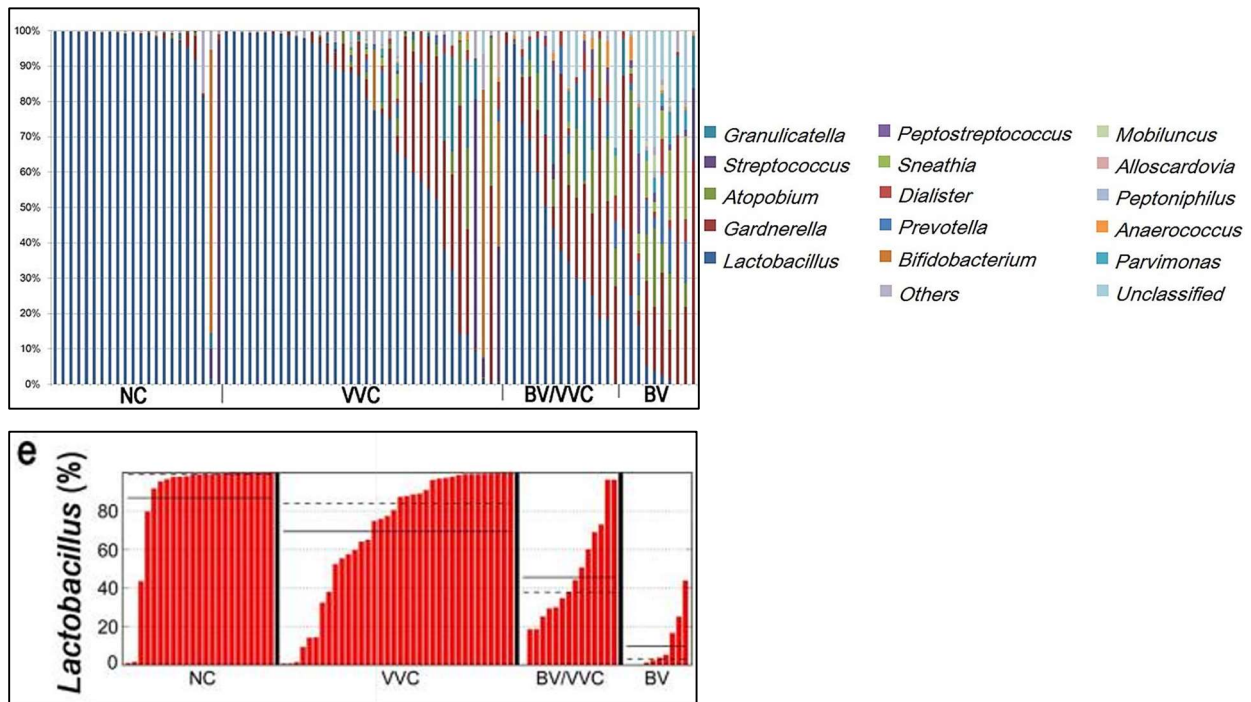 100%
90%
80%
70%
60%
50%
40%
30%
20%
10%
0%
NC VVC BV/VVC BV
Granulicatella
Streptococcus
Atopobium
Gardnerella
Lactobacillus
Peptostreptococcus
Sneathia
Dialister
Prevotella
Bifidobacterium
Others
Mobiluncus
Alloscardovia
Peptoniphilus
Anaerococcus
Parvimonas
Unclassified
e
Lactobacillus (%)
80
60
40
20
0
NC VVC BV/VVC BV